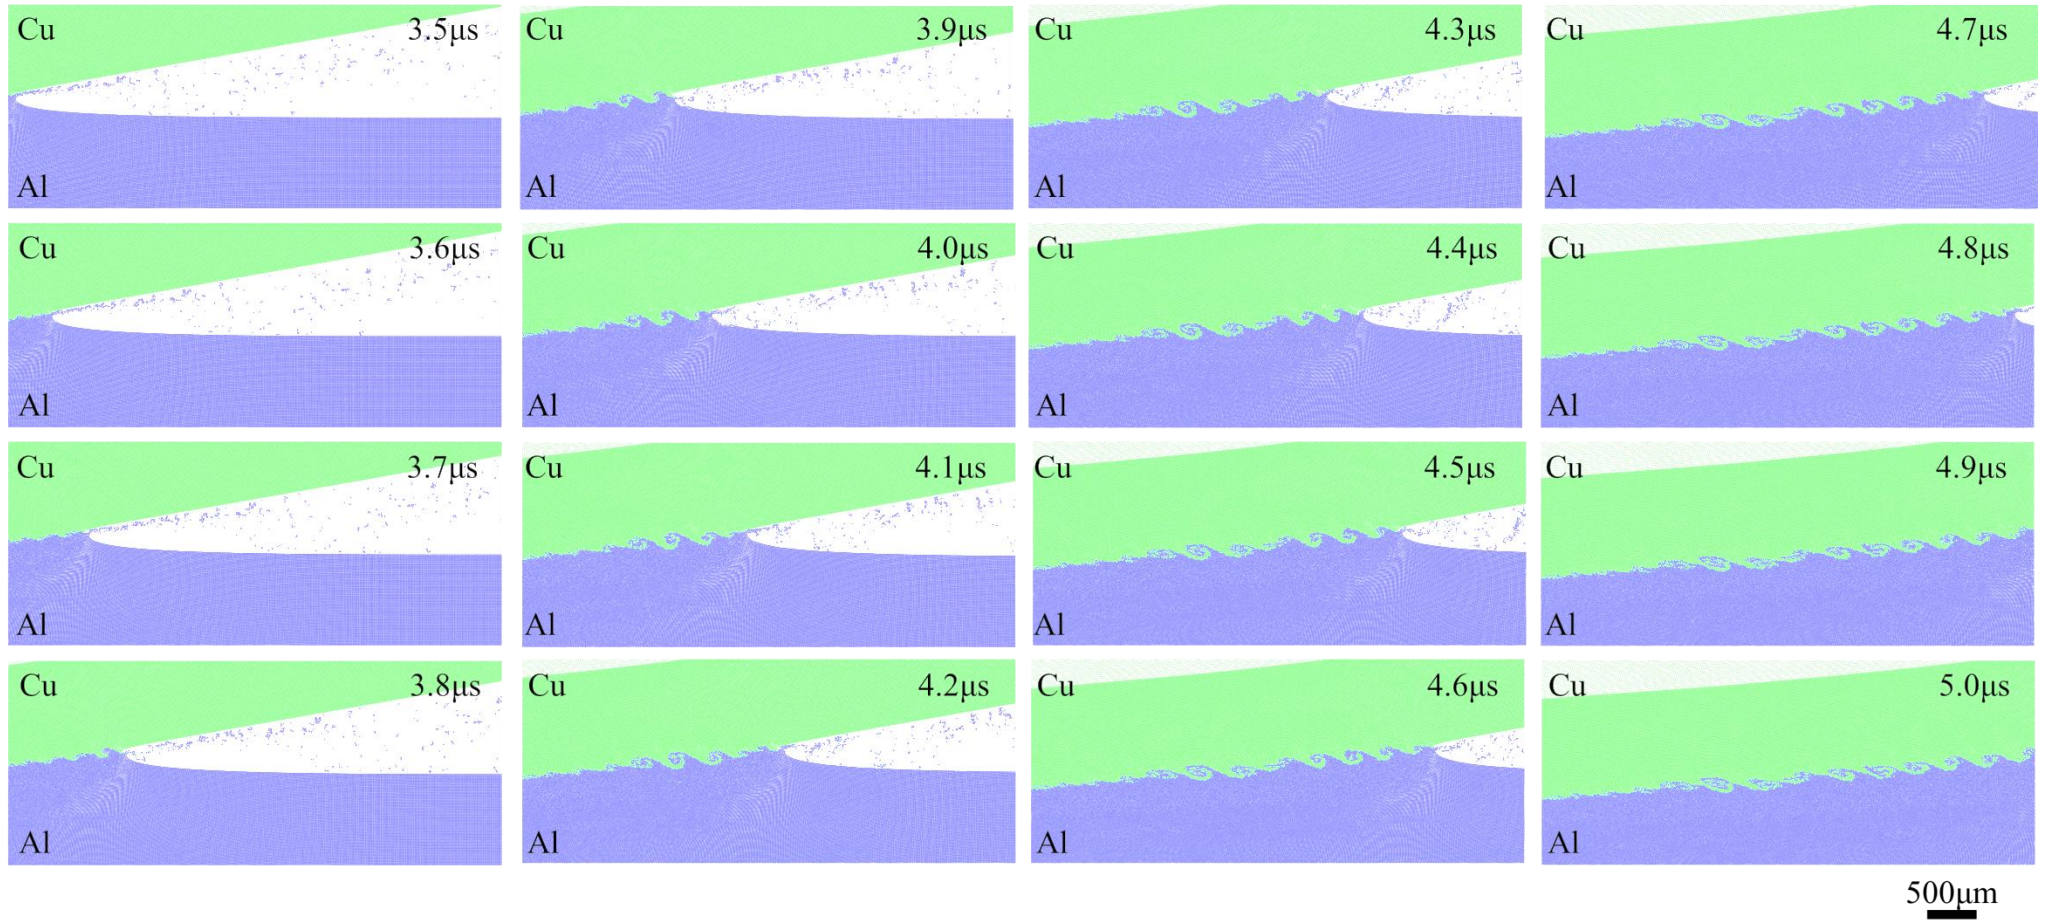 Cu 3.5μs
Al
Cu 3.9μs
Al
Cu 4.3μs
Al
Cu 4.7μs
Al
Cu 3.6μs
Al
Cu 4.0μs
Al
Cu 4.4μs
Al
Cu 4.8μs
Al
Cu 3.7μs
Al
Cu 4.1μs
Al
Cu 4.5μs
Al
Cu 4.9μs
Al
Cu 3.8μs
Al
Cu 4.2μs
Al
Cu 4.6μs
Al
Cu 5.0μs
Al
500μm